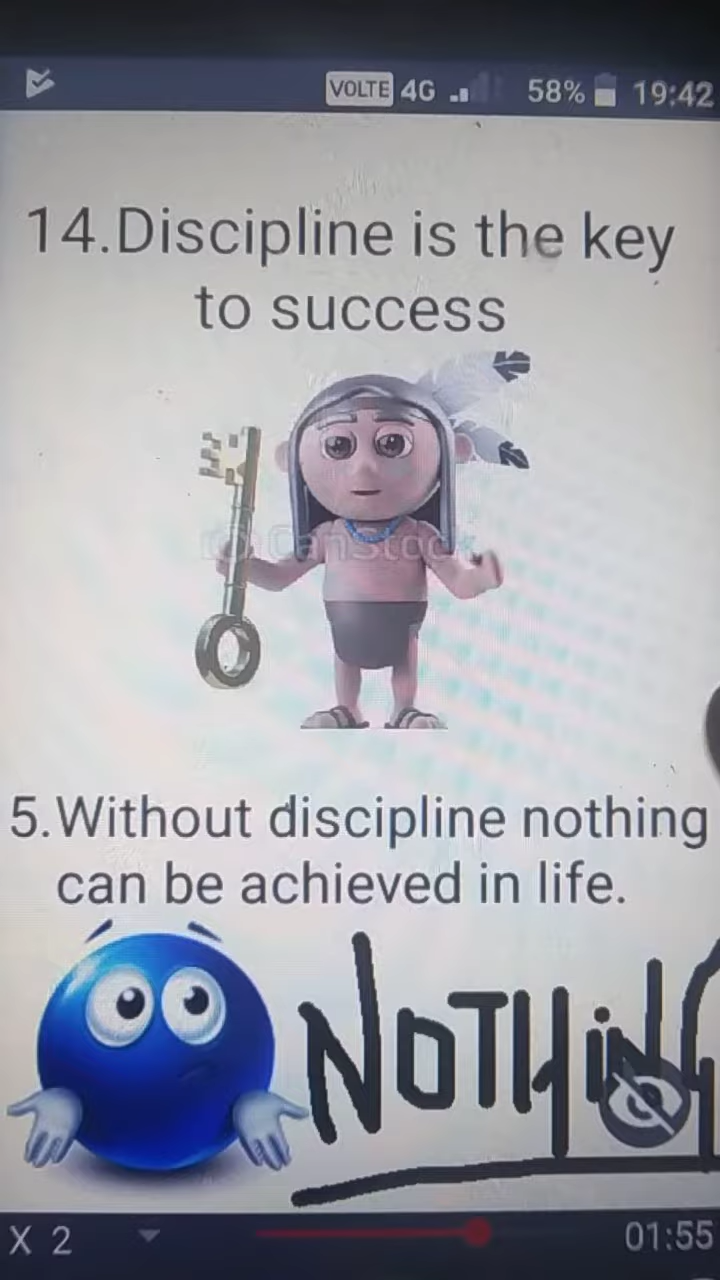 VOLTE 4G 58% 19:42
14.Discipline is the key
to success
CanStock
5.Without discipline nothing
can be achieved in life.
NOTHiNG
X 2 01:55